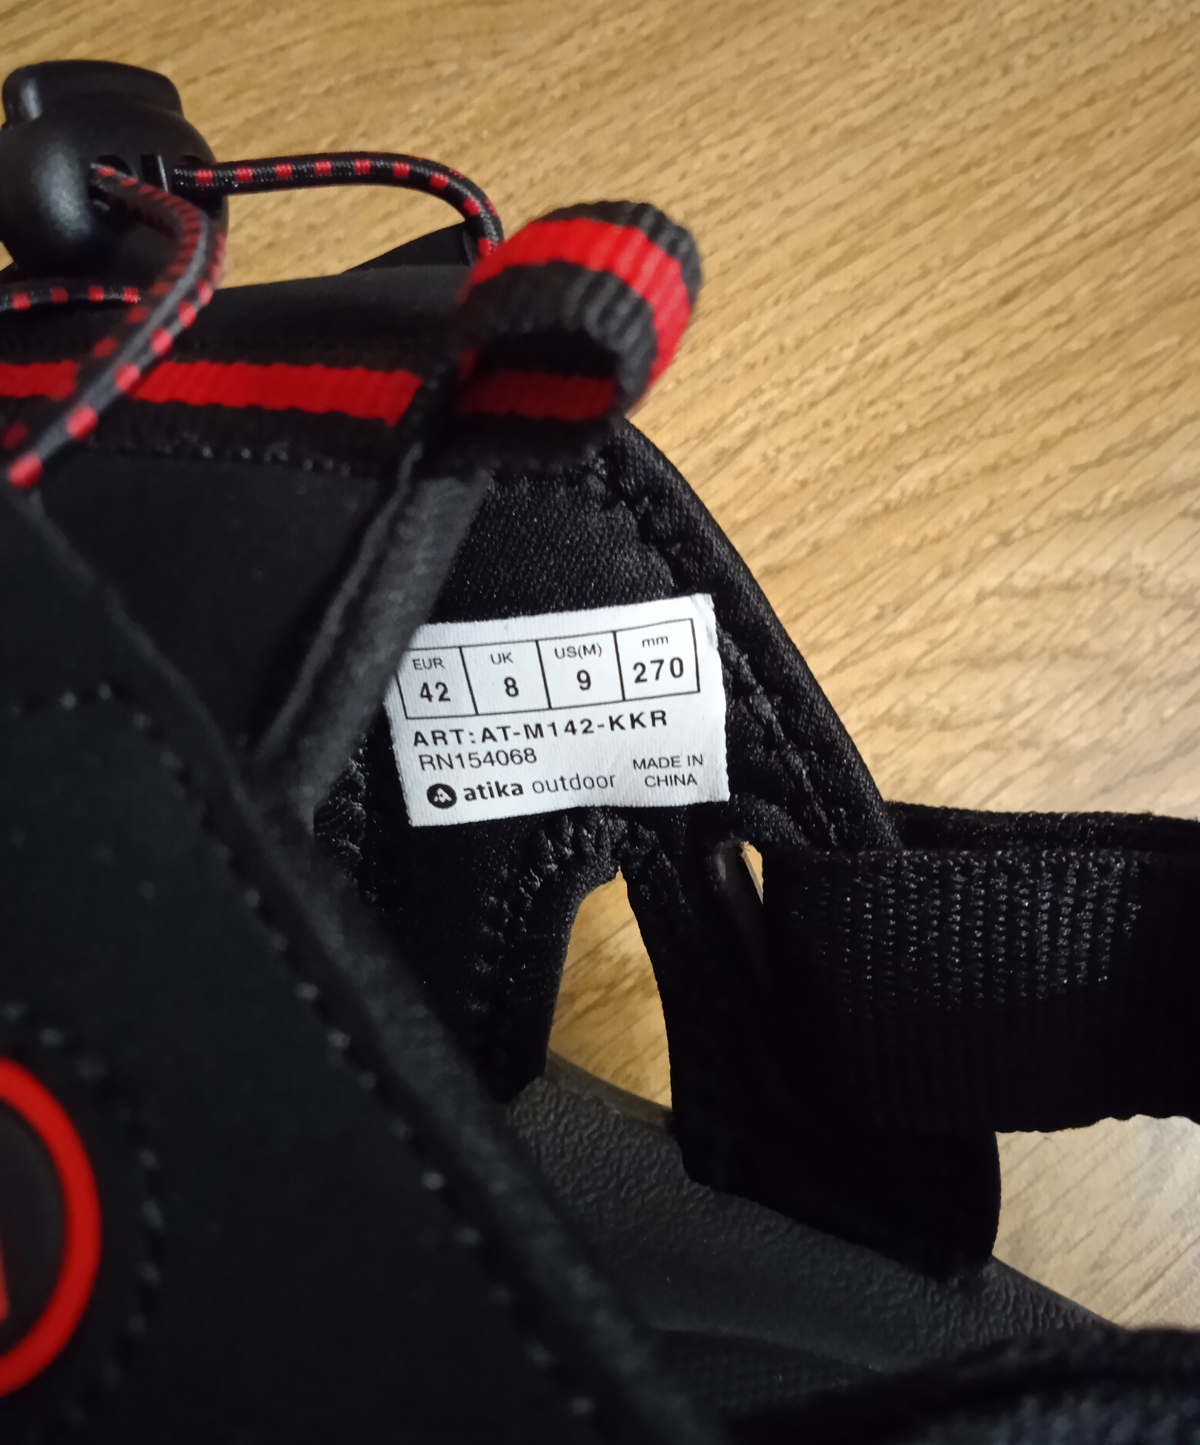 EUR UK US(M) mm
42 8 9 270
ART:AT-M142-KKR
RN154068
atika outdoor
MADE IN
CHINA